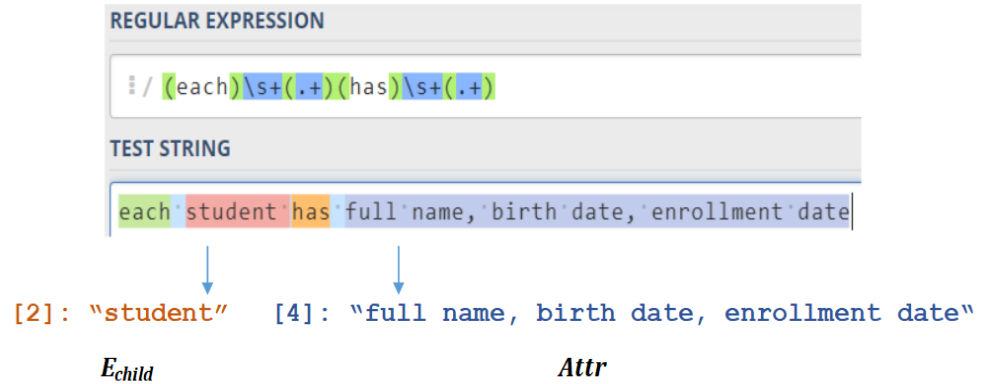 REGULAR EXPRESSION
/ (each)\s+(.+)(has)\s+(.+)
TEST STRING
each student has full name, birth date, enrollment date
[2]: “student” [4]: “full name, birth date, enrollment date“
Echild Attr